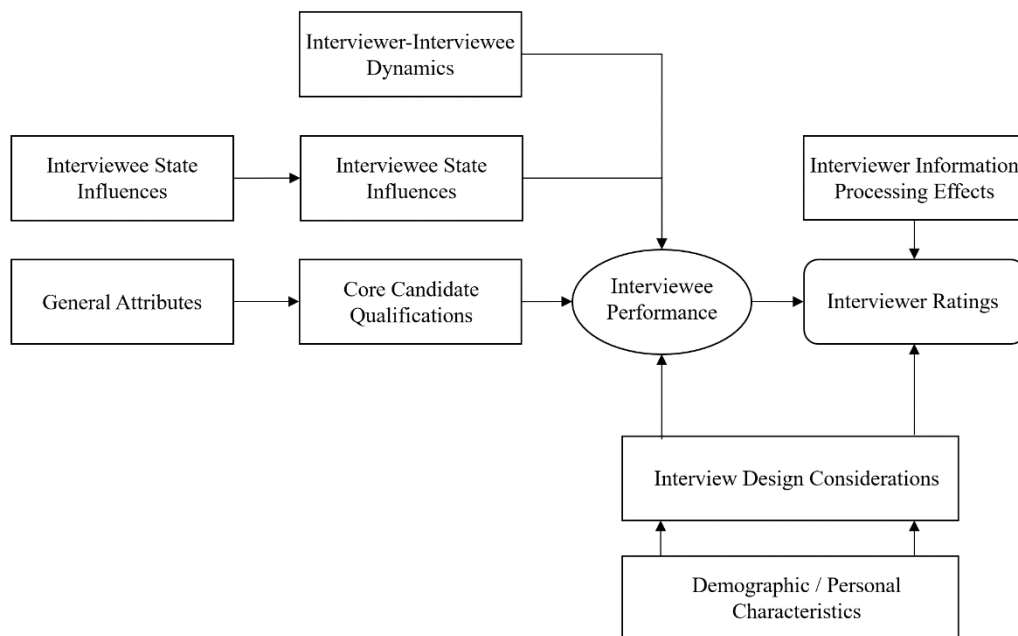 Interviewer-Interviewee
Dynamics
Interviewee State
Influences
Interviewee State
Influences
Interviewer Information
Processing Effects
General Attributes
Core Candidate
Qualifications
Interviewee
Performance
Interviewer Ratings
Interview Design Considerations
Demographic / Personal
Characteristics